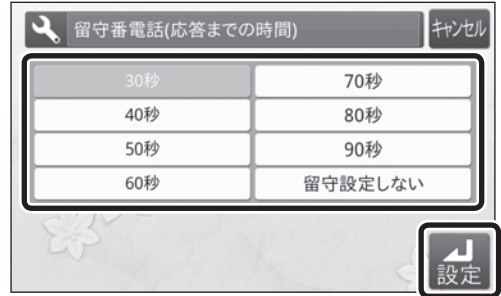 留守番電話(応答までの時間)
キャンセル
30秒 70秒
40秒 80秒
50秒 90秒
60秒 留守設定しない
設定